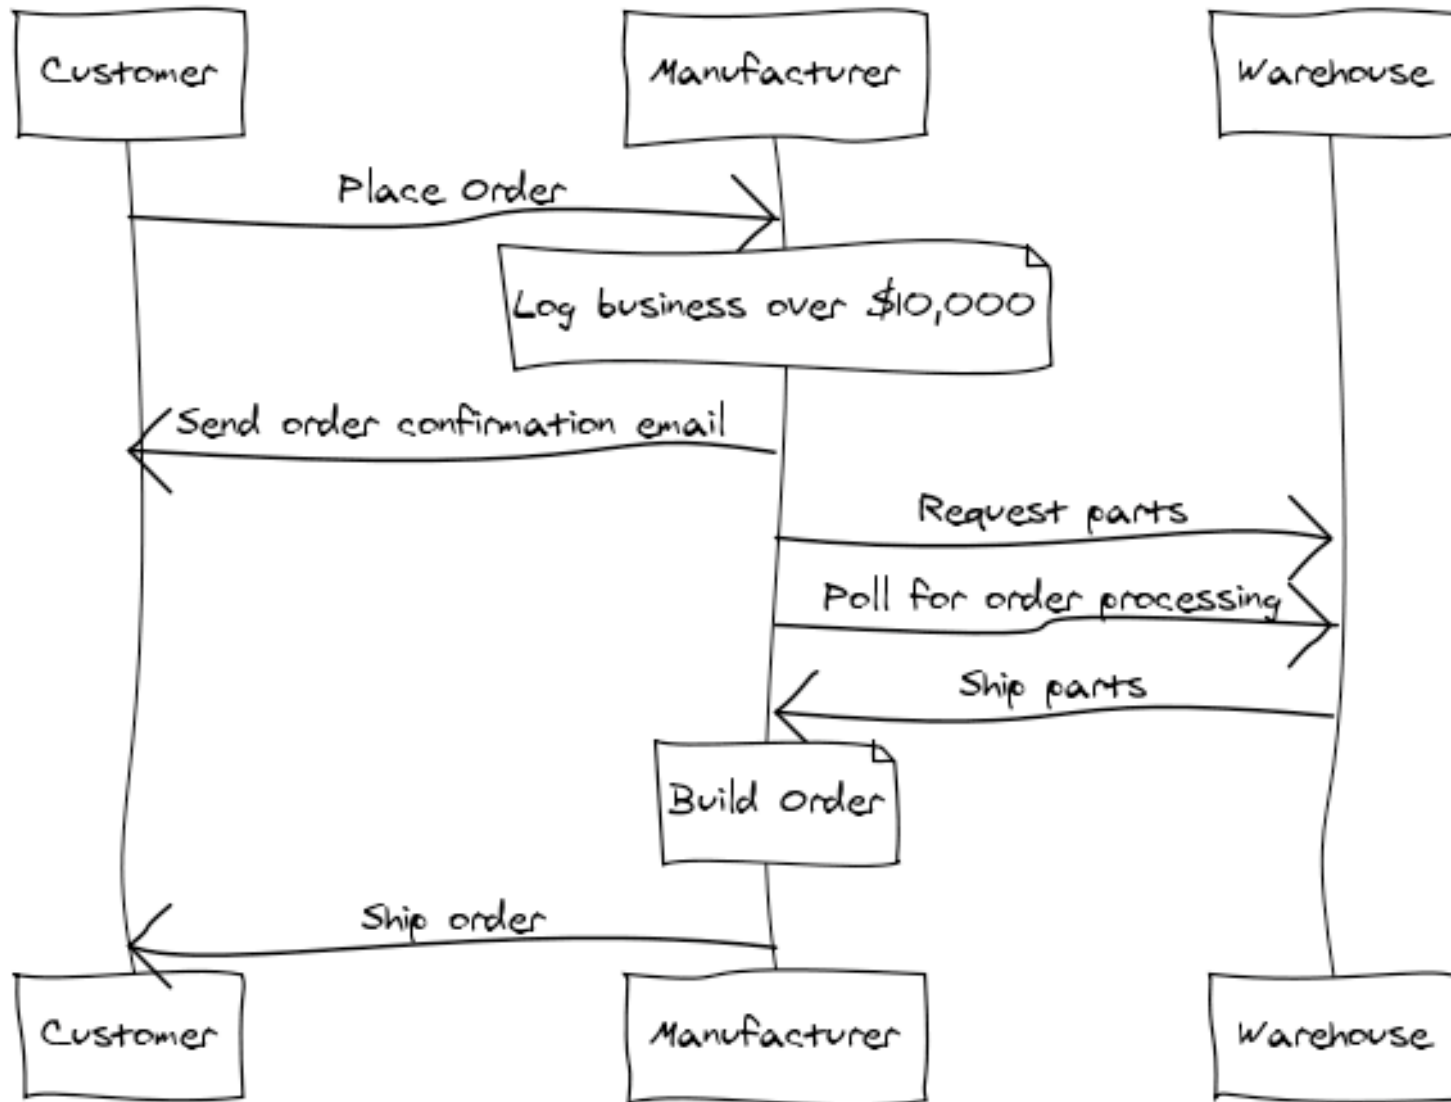 Customer
Manufacturer
Warehouse
Place Order
Log business over $10,000
Send order confirmation email
Request parts
Poll for order processing
Ship parts
Build Order
Ship order
Customer
Manufacturer
Warehouse